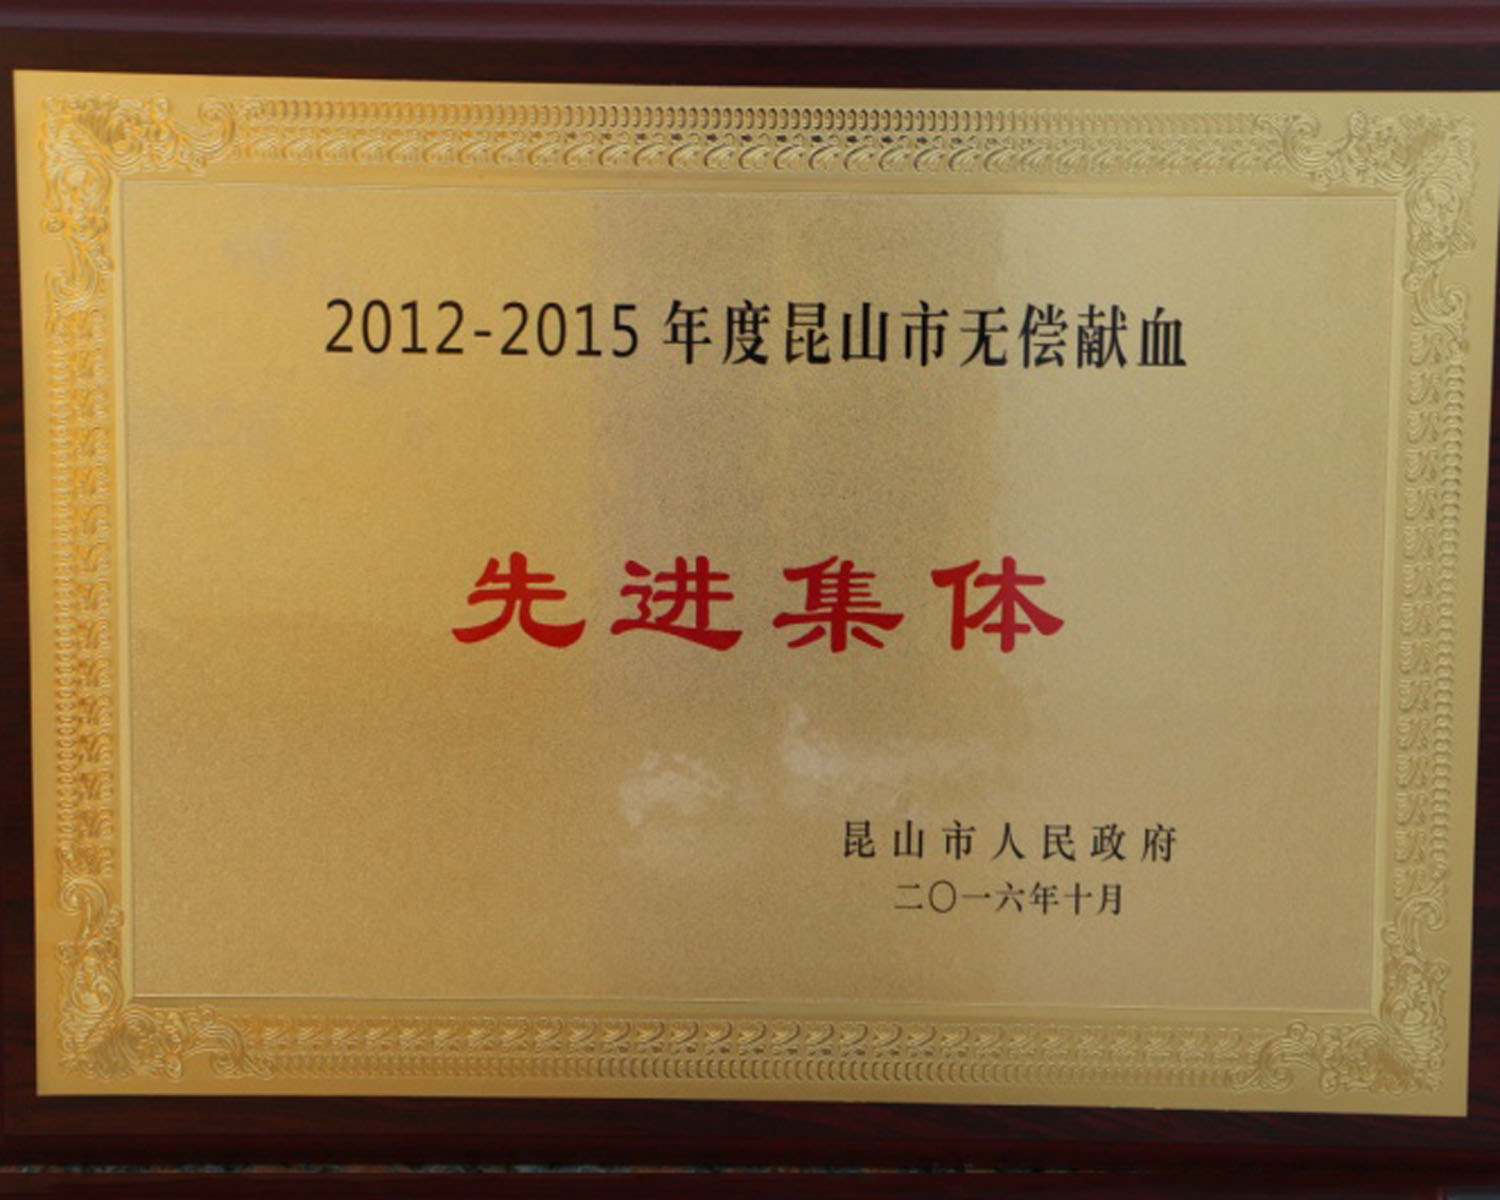 2012-2015年度昆山市无偿献血
先进集体
昆山市人民政府
二〇一六年十月